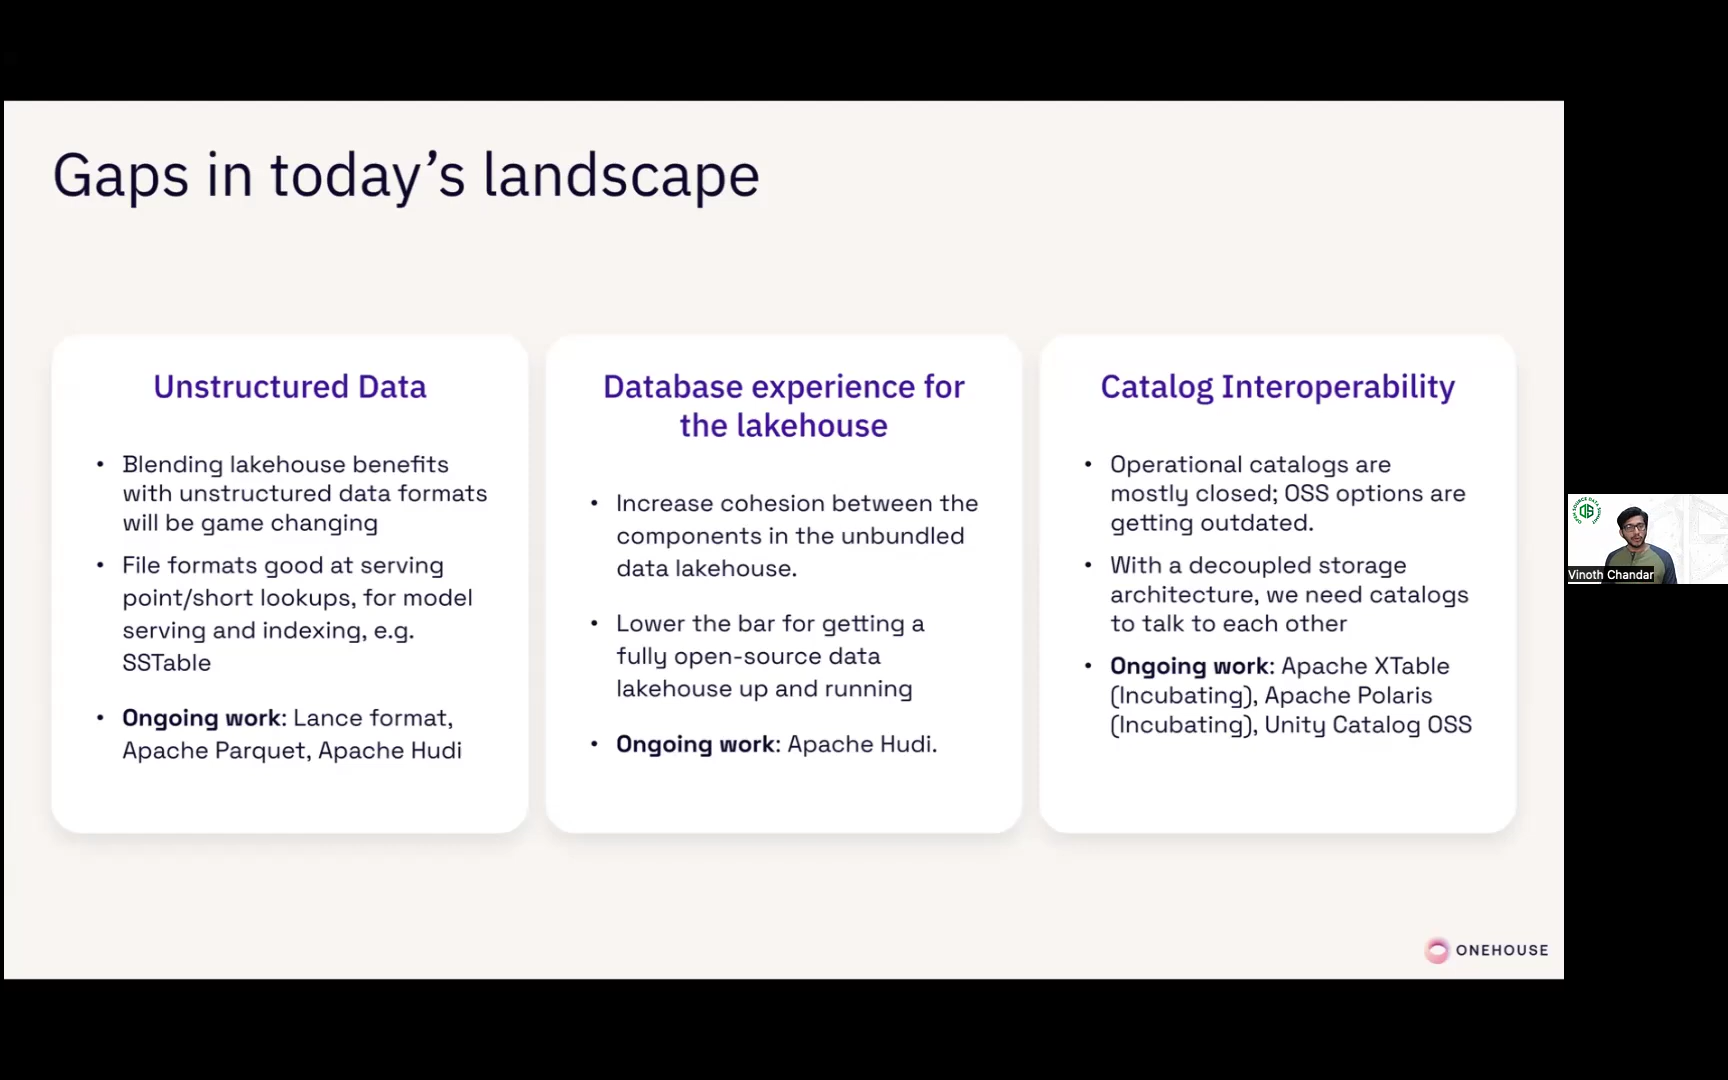 Gaps in today’s landscape
Unstructured Data
• Blending lakehouse benefits
with unstructured data formats
will be game changing
• File formats good at serving
point/short lookups, for model
serving and indexing, e.g.
SSTable
• Ongoing work: Lance format,
Apache Parquet, Apache Hudi
Database experience for
the lakehouse
• Increase cohesion between the
components in the unbundled
data lakehouse.
• Lower the bar for getting a
fully open-source data
lakehouse up and running
• Ongoing work: Apache Hudi.
Catalog Interoperability
• Operational catalogs are
mostly closed; OSS options are
getting outdated.
• With a decoupled storage
architecture, we need catalogs
to talk to each other
• Ongoing work: Apache XTable
(Incubating), Apache Polaris
(Incubating), Unity Catalog OSS
ONEHOUSE
OPEN SOURCE DATA SUMMIT
Vinoth Chandar